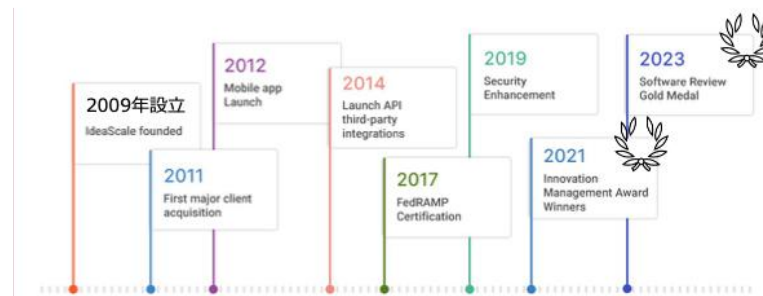 2009年設立
IdeaScale founded
2011
First major client
acquisition
2012
Mobile app
Launch
2014
Launch API
third-party
integrations
2017
FedRAMP
Certification
2019
Security
Enhancement
2021
Innovation
Management Award
Winners
2023
Software Review
Gold Medal